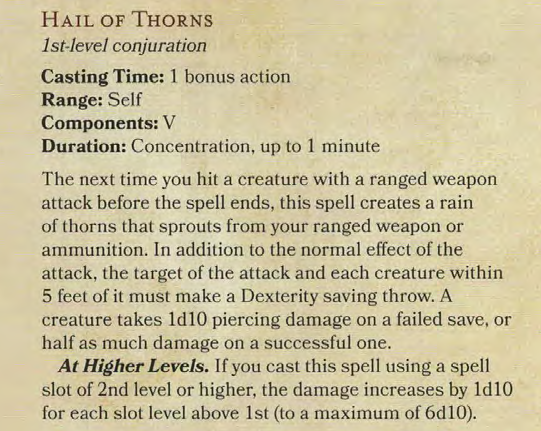 HAIL OF THORNS
1st-level conjuration
Casting Time: 1 bonus action
Range: Self
Components: V
Duration: Concentration, up to 1 minute
The next time you hit a creature with a ranged weapon
attack before the spell ends, this spell creates a rain
of thorns that sprouts from your ranged weapon or
ammunition. In addition to the normal effect of the
attack, the target of the attack and each creature within
5 feet of it must make a Dexterity saving throw. A
creature takes 1d10 piercing damage on a failed save, or
half as much damage on a successful one.
At Higher Levels. If you cast this spell using a spell
slot of 2nd level or higher, the damage increases by 1d10
for each slot level above 1st (to a maximum of 6d10).